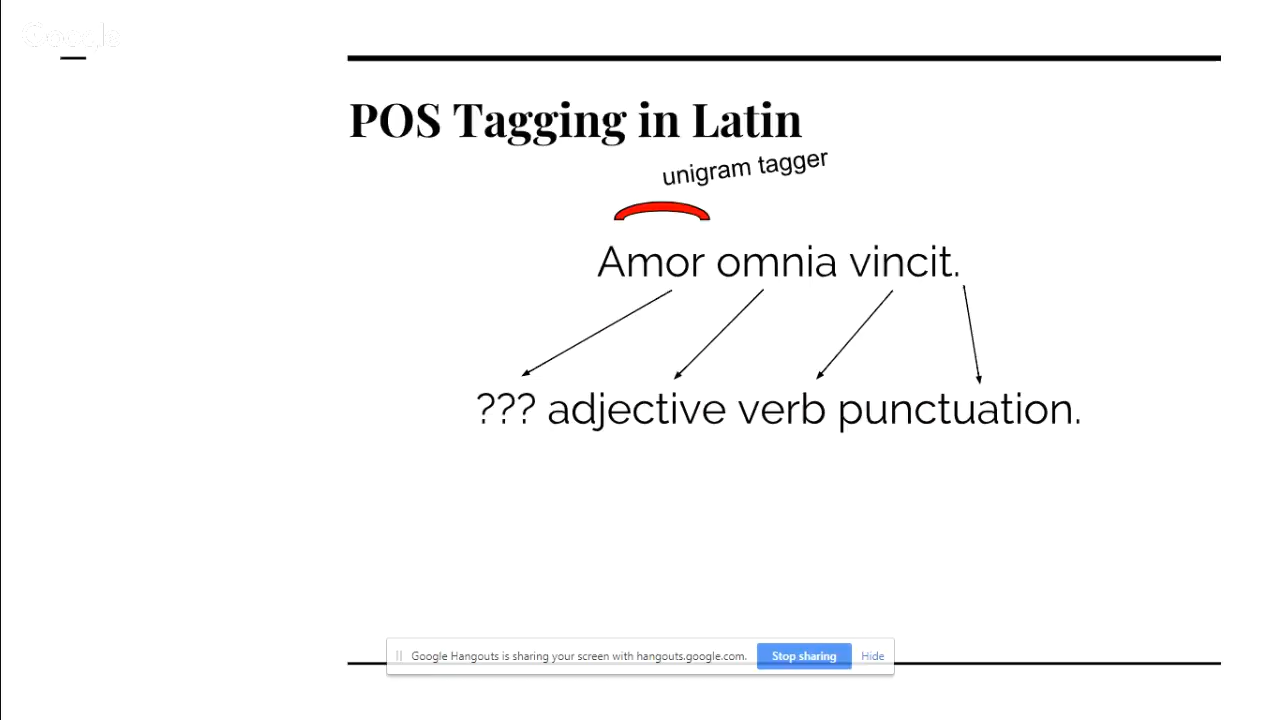 Google
POS Tagging in Latin
unigram tagger
Amor omnia vincit.
??? adjective verb punctuation.
Google Hangouts is sharing your screen with hangouts.google.com. Stop sharing Hide